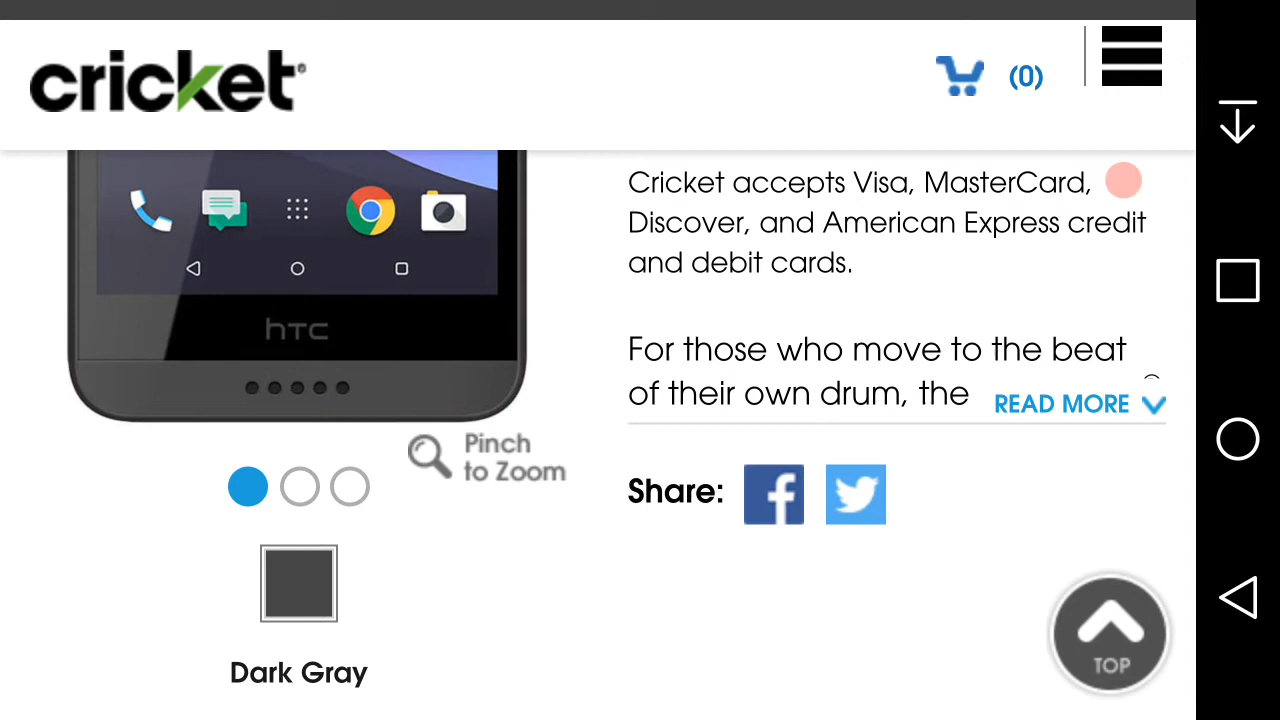 cricket
(0)
Cricket accepts Visa, MasterCard,
Discover, and American Express credit
and debit cards.
For those who move to the beat
of their own drum, the
READ MORE
hTC
Pinch
to Zoom
Share:
Dark Gray
TOP